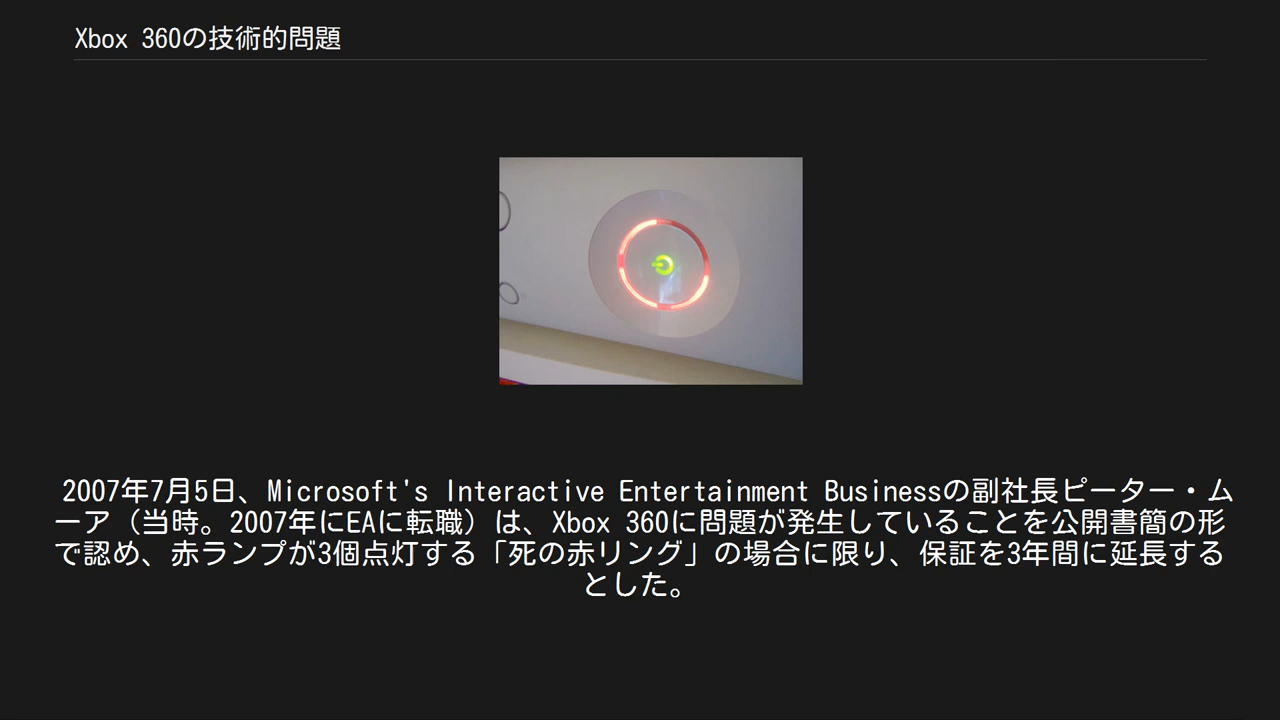 Xbox 360の技術的問題
2007年7月5日、Microsoft's Interactive Entertainment Businessの副社長ピーター・ム
ーア（当時。2007年にEAに転職）は、Xbox 360に問題が発生していることを公開書簡の形
で認め、赤ランプが3個点灯する「死の赤リング」の場合に限り、保証を3年間に延長する
とした。